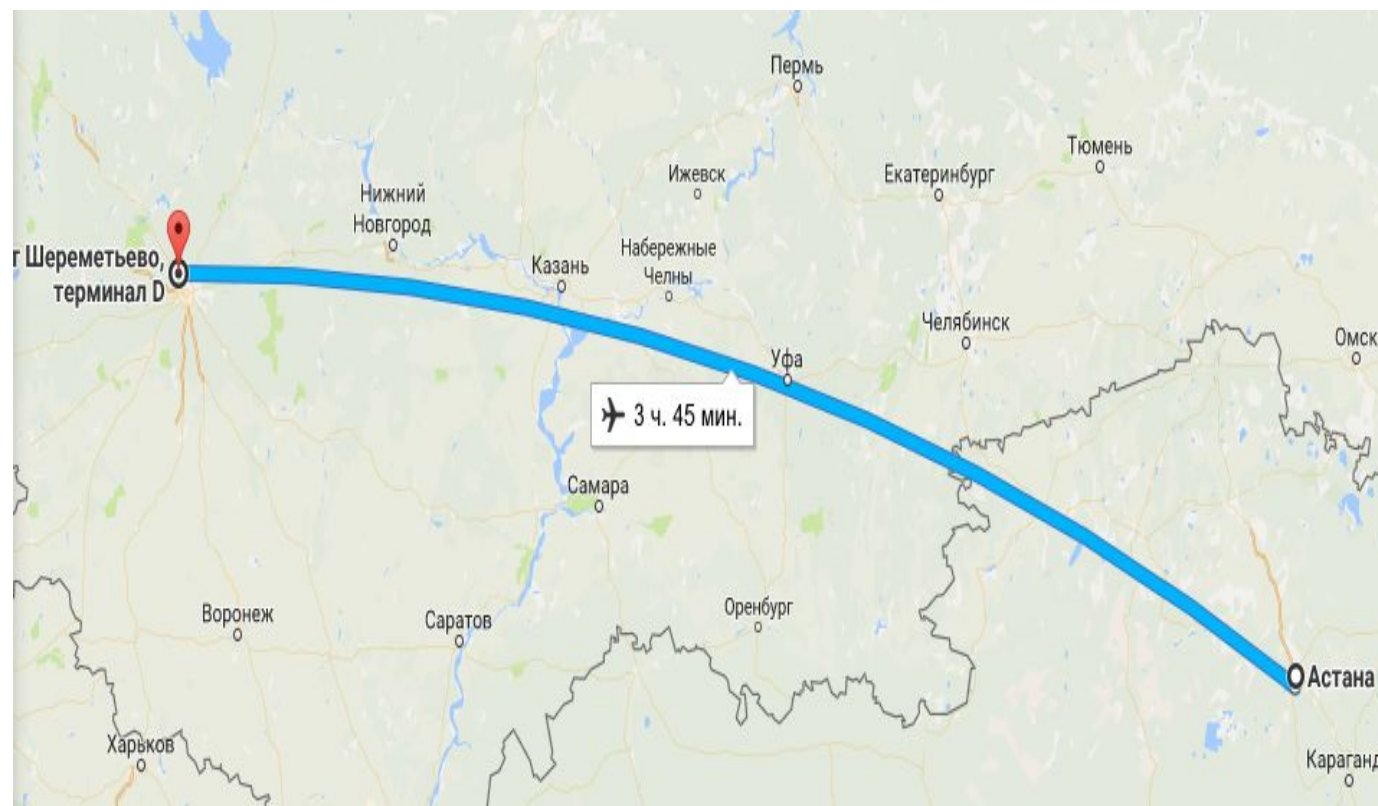 Пермь
Тюмень
Ижевск
Екатеринбург
Нижний
Новгород
г Шереметьево,
терминал D
Казань
Набережные
Челны
Челябинск
Омск
Уфа
3 ч. 45 мин.
Самара
Оренбург
Воронеж
Саратов
Астана
Харьков
Караганд